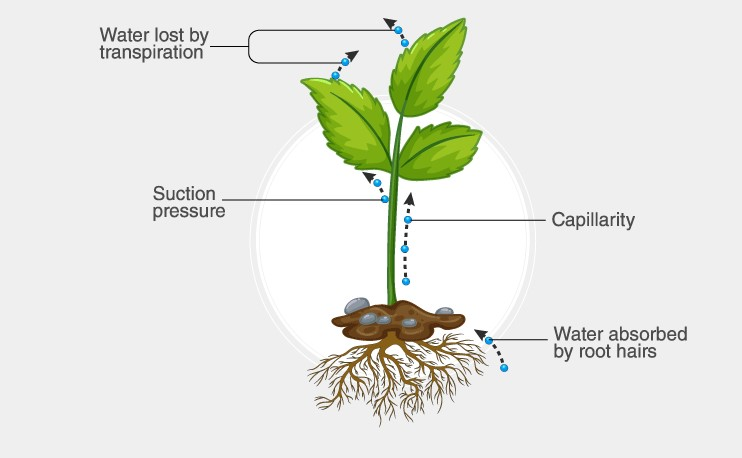 Water lost by
transpiration
Suction
pressure
Capillarity
Water absorbed
by root hairs